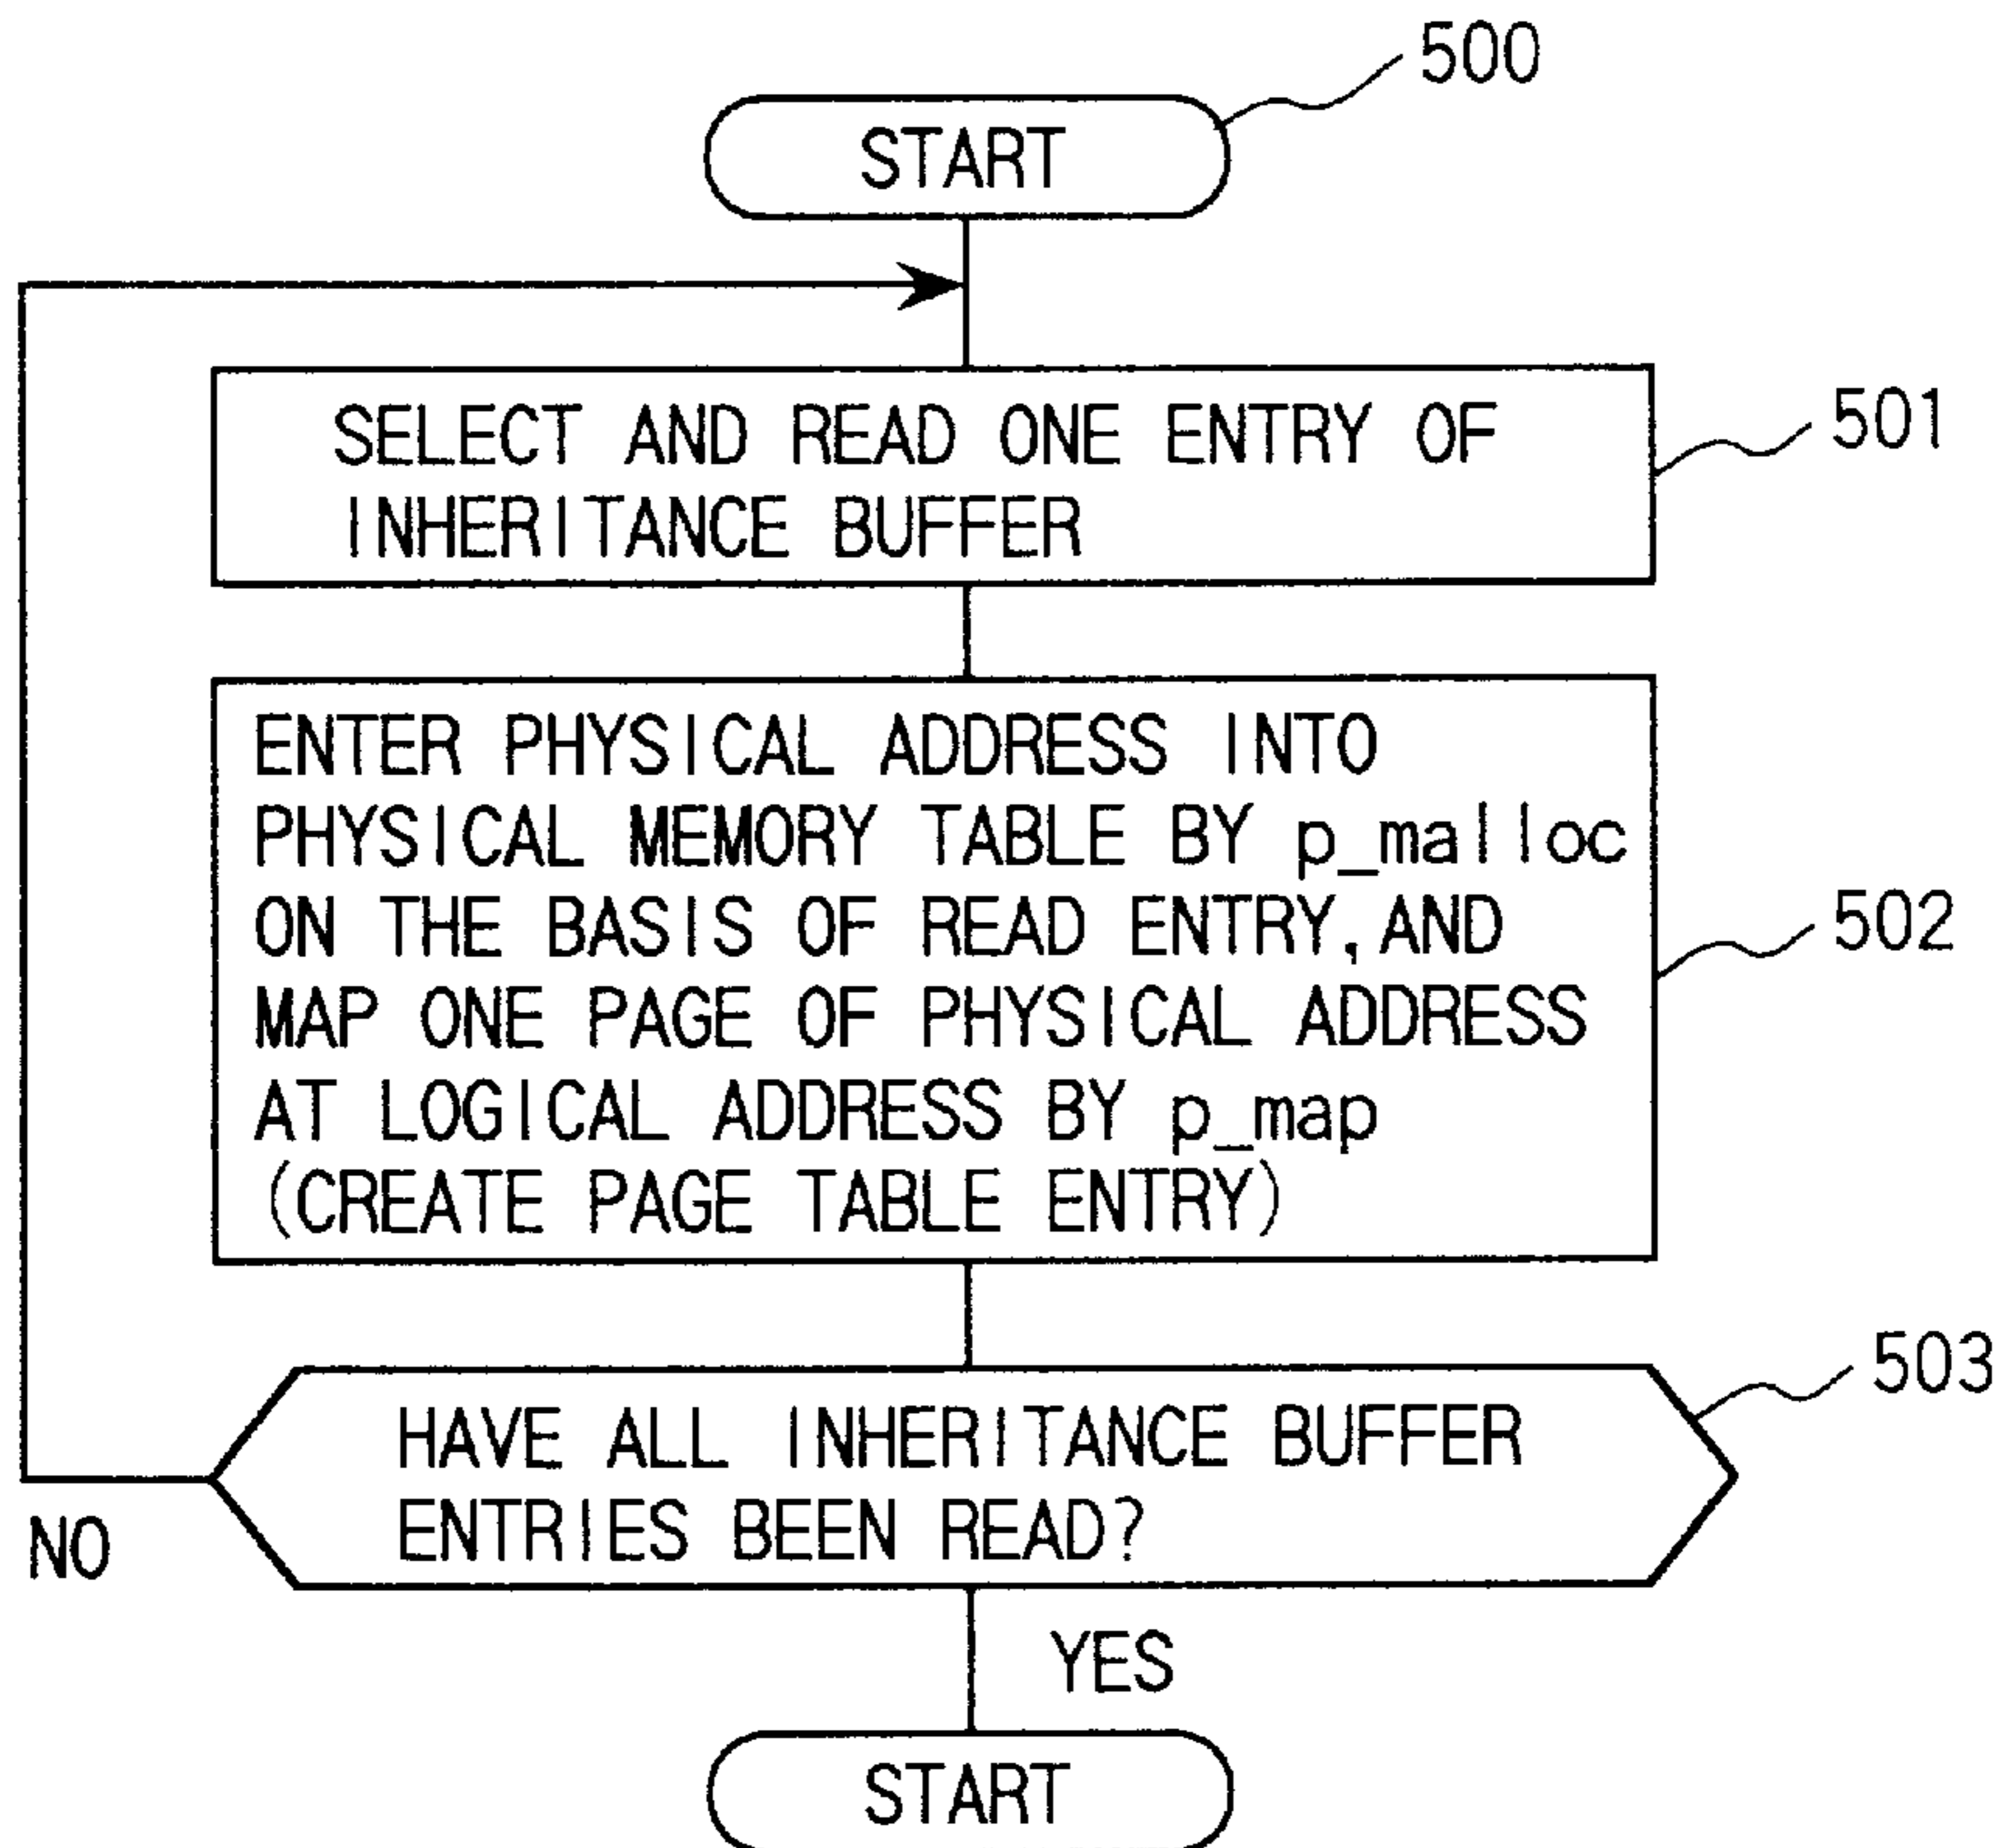 500
START
SELECT AND READ ONE ENTRY OF
INHERITANCE BUFFER
501
ENTER PHYSICAL ADDRESS INTO
PHYSICAL MEMORY TABLE BY p_malloc
ON THE BASIS OF READ ENTRY, AND
MAP ONE PAGE OF PHYSICAL ADDRESS
AT LOGICAL ADDRESS BY p_map
(CREATE PAGE TABLE ENTRY)
502
503
HAVE ALL INHERITANCE BUFFER
ENTRIES BEEN READ?
NO
YES
START